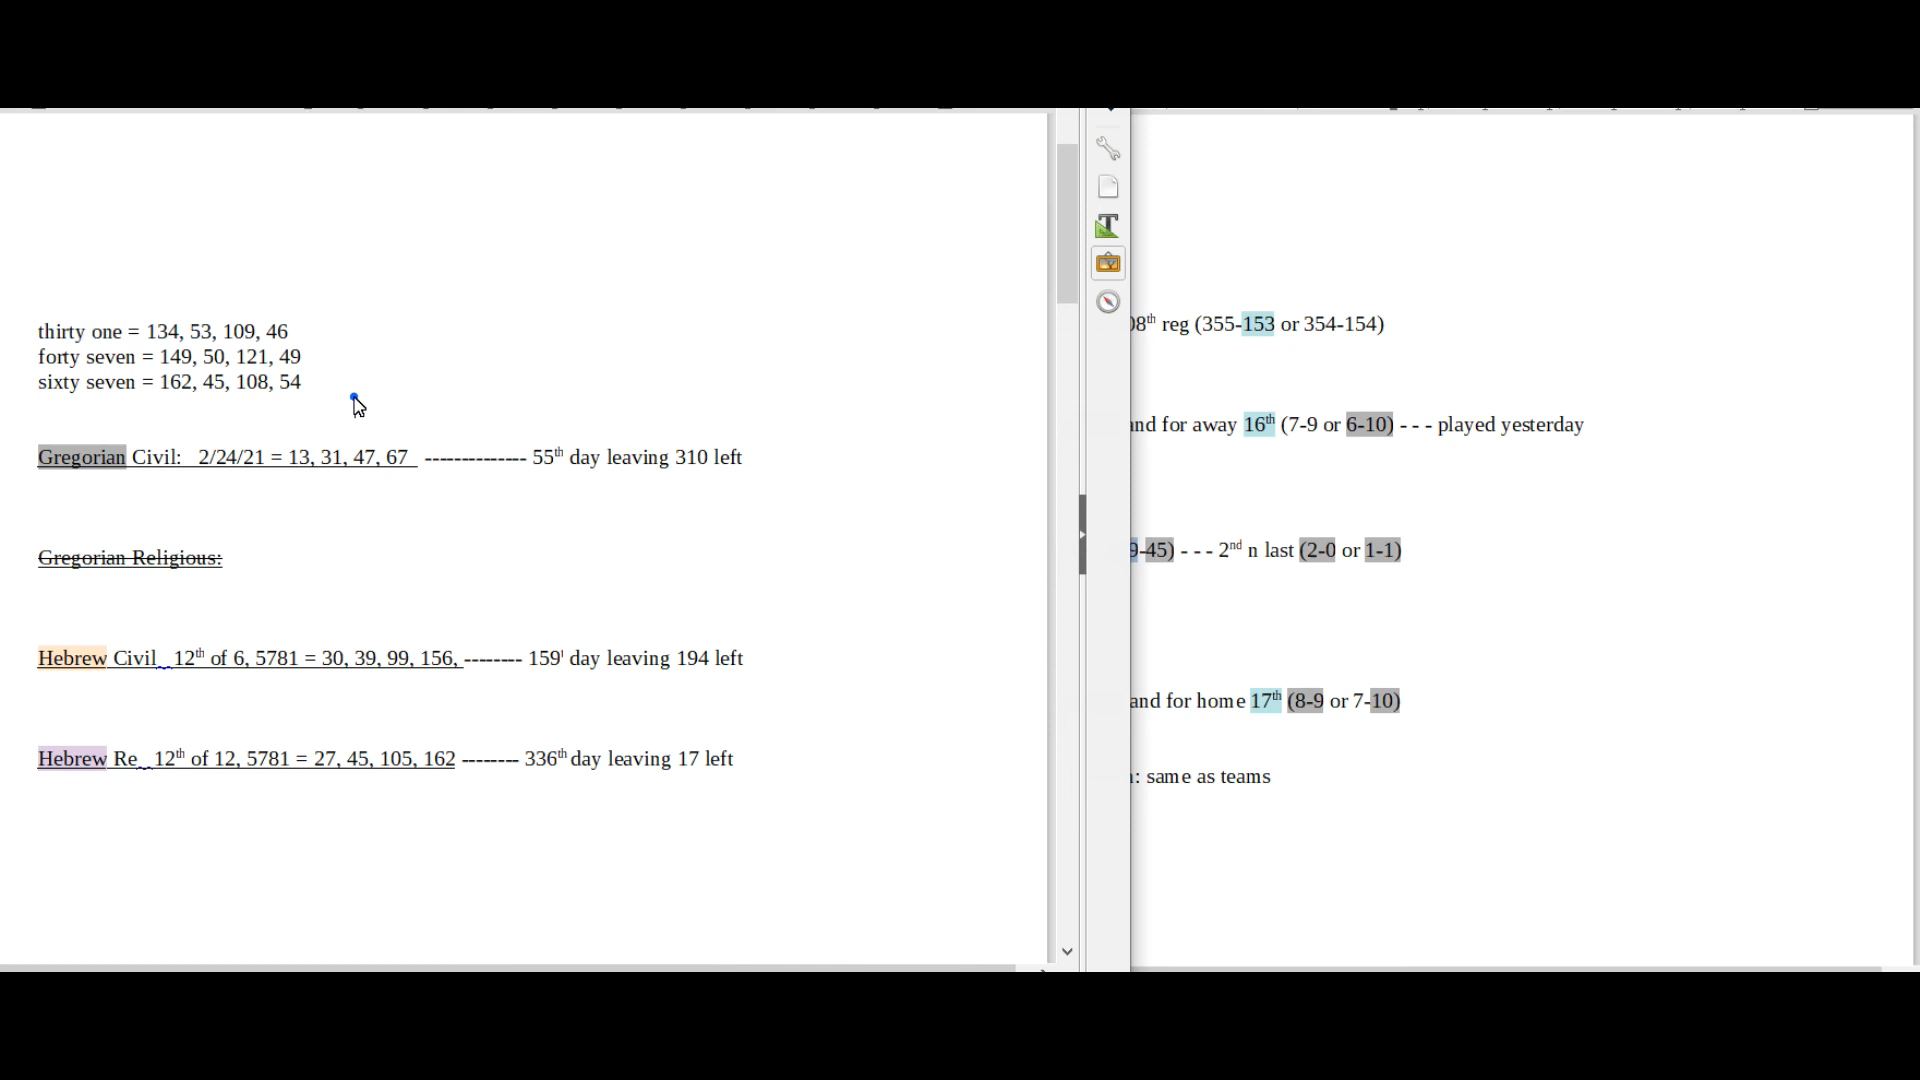 thirty one = 134, 53, 109, 46
forty seven = 149, 50, 121, 49
sixty seven = 162, 45, 108, 54
Gregorian Civil: 2/24/21 = 13, 31, 47, 67 -------------- 55th day leaving 310 left
Gregorian Religious:
Hebrew Civil 12th of 6, 5781 = 30, 39, 99, 156, -------- 159t day leaving 194 left
Hebrew Re 12th of 12, 5781 = 27, 45, 105, 162 -------- 336th day leaving 17 left
08th reg (355-153 or 354-154)
and for away 16th (7-9 or 6-10) - - - played yesterday
9-45) - - - 2nd n last (2-0 or 1-1)
and for home 17th (8-9 or 7-10)
: same as teams